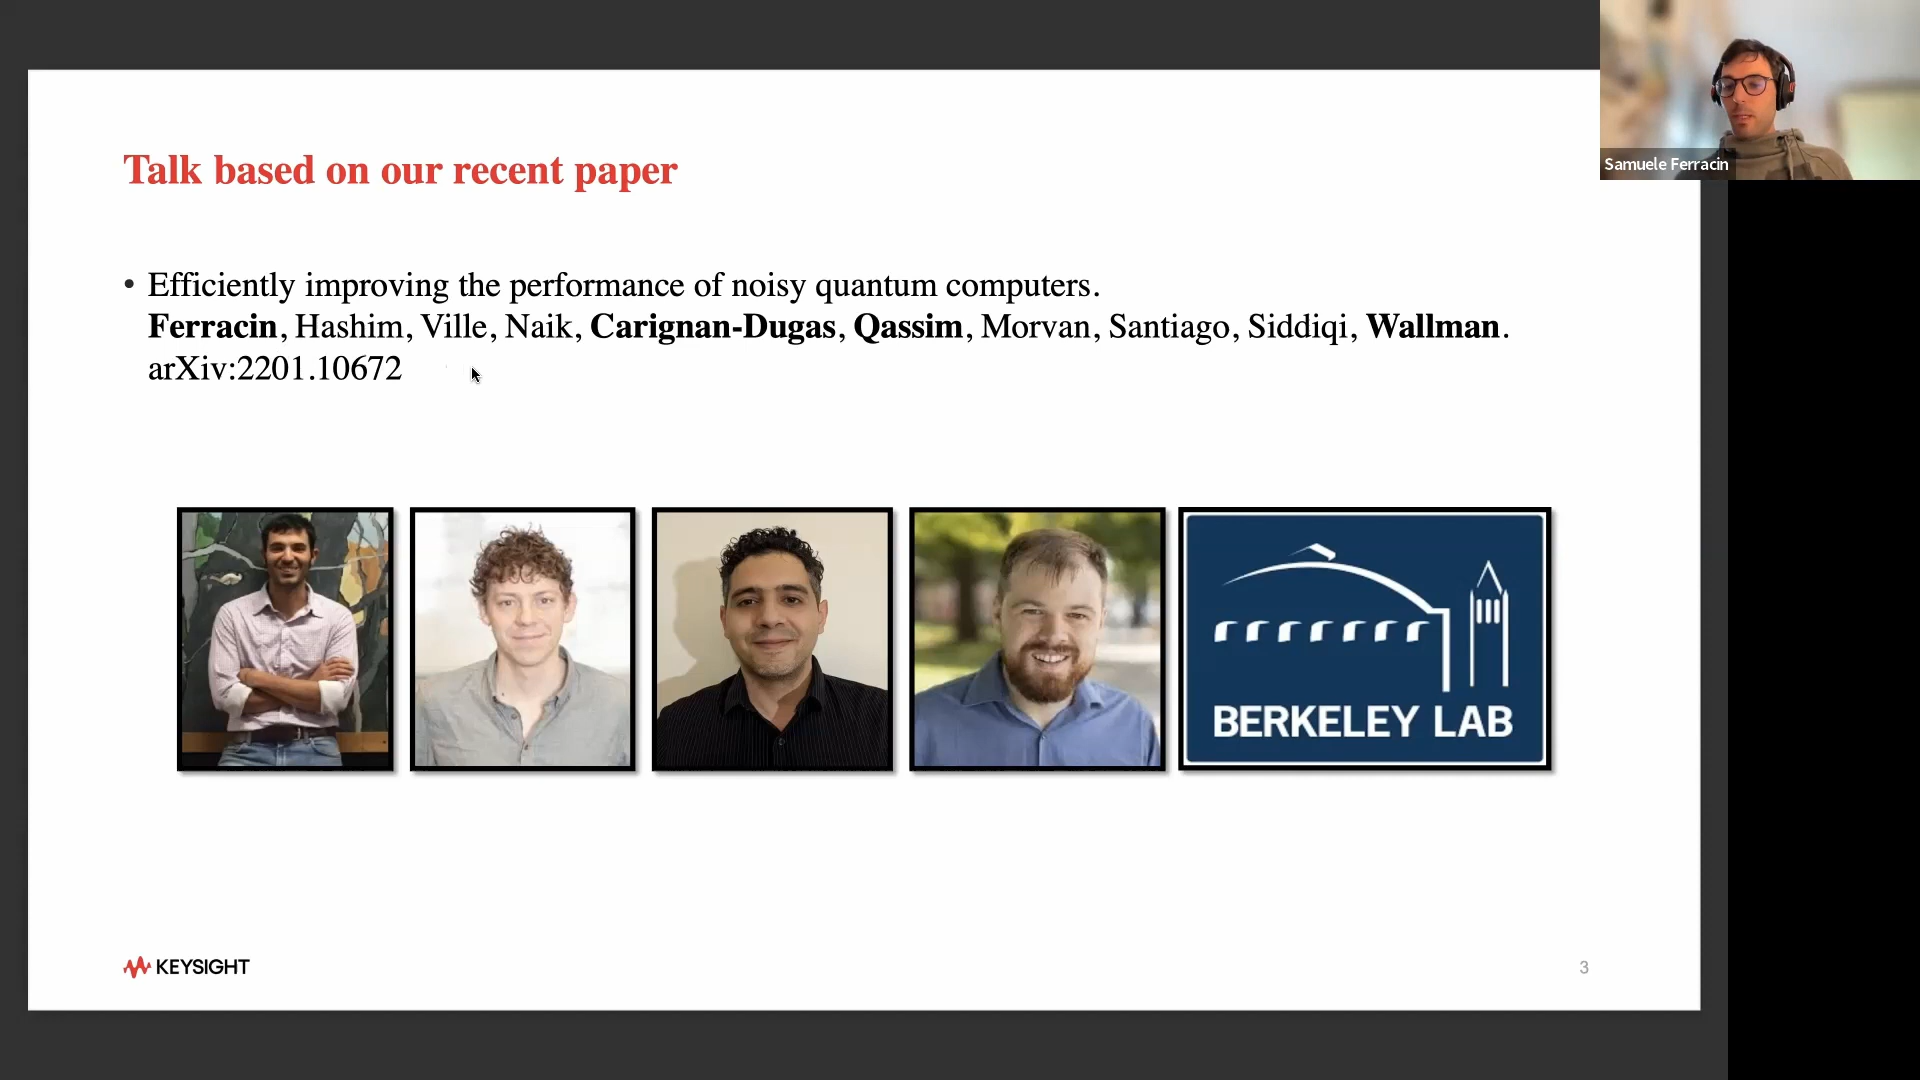 Samuele Ferracin
Talk based on our recent paper
• Efficiently improving the performance of noisy quantum computers.
Ferracin, Hashim, Ville, Naik, Carignan-Dugas, Qassim, Morvan, Santiago, Siddiqi, Wallman.
arXiv:2201.10672
BERKELEY LAB
KEYSIGHT
3